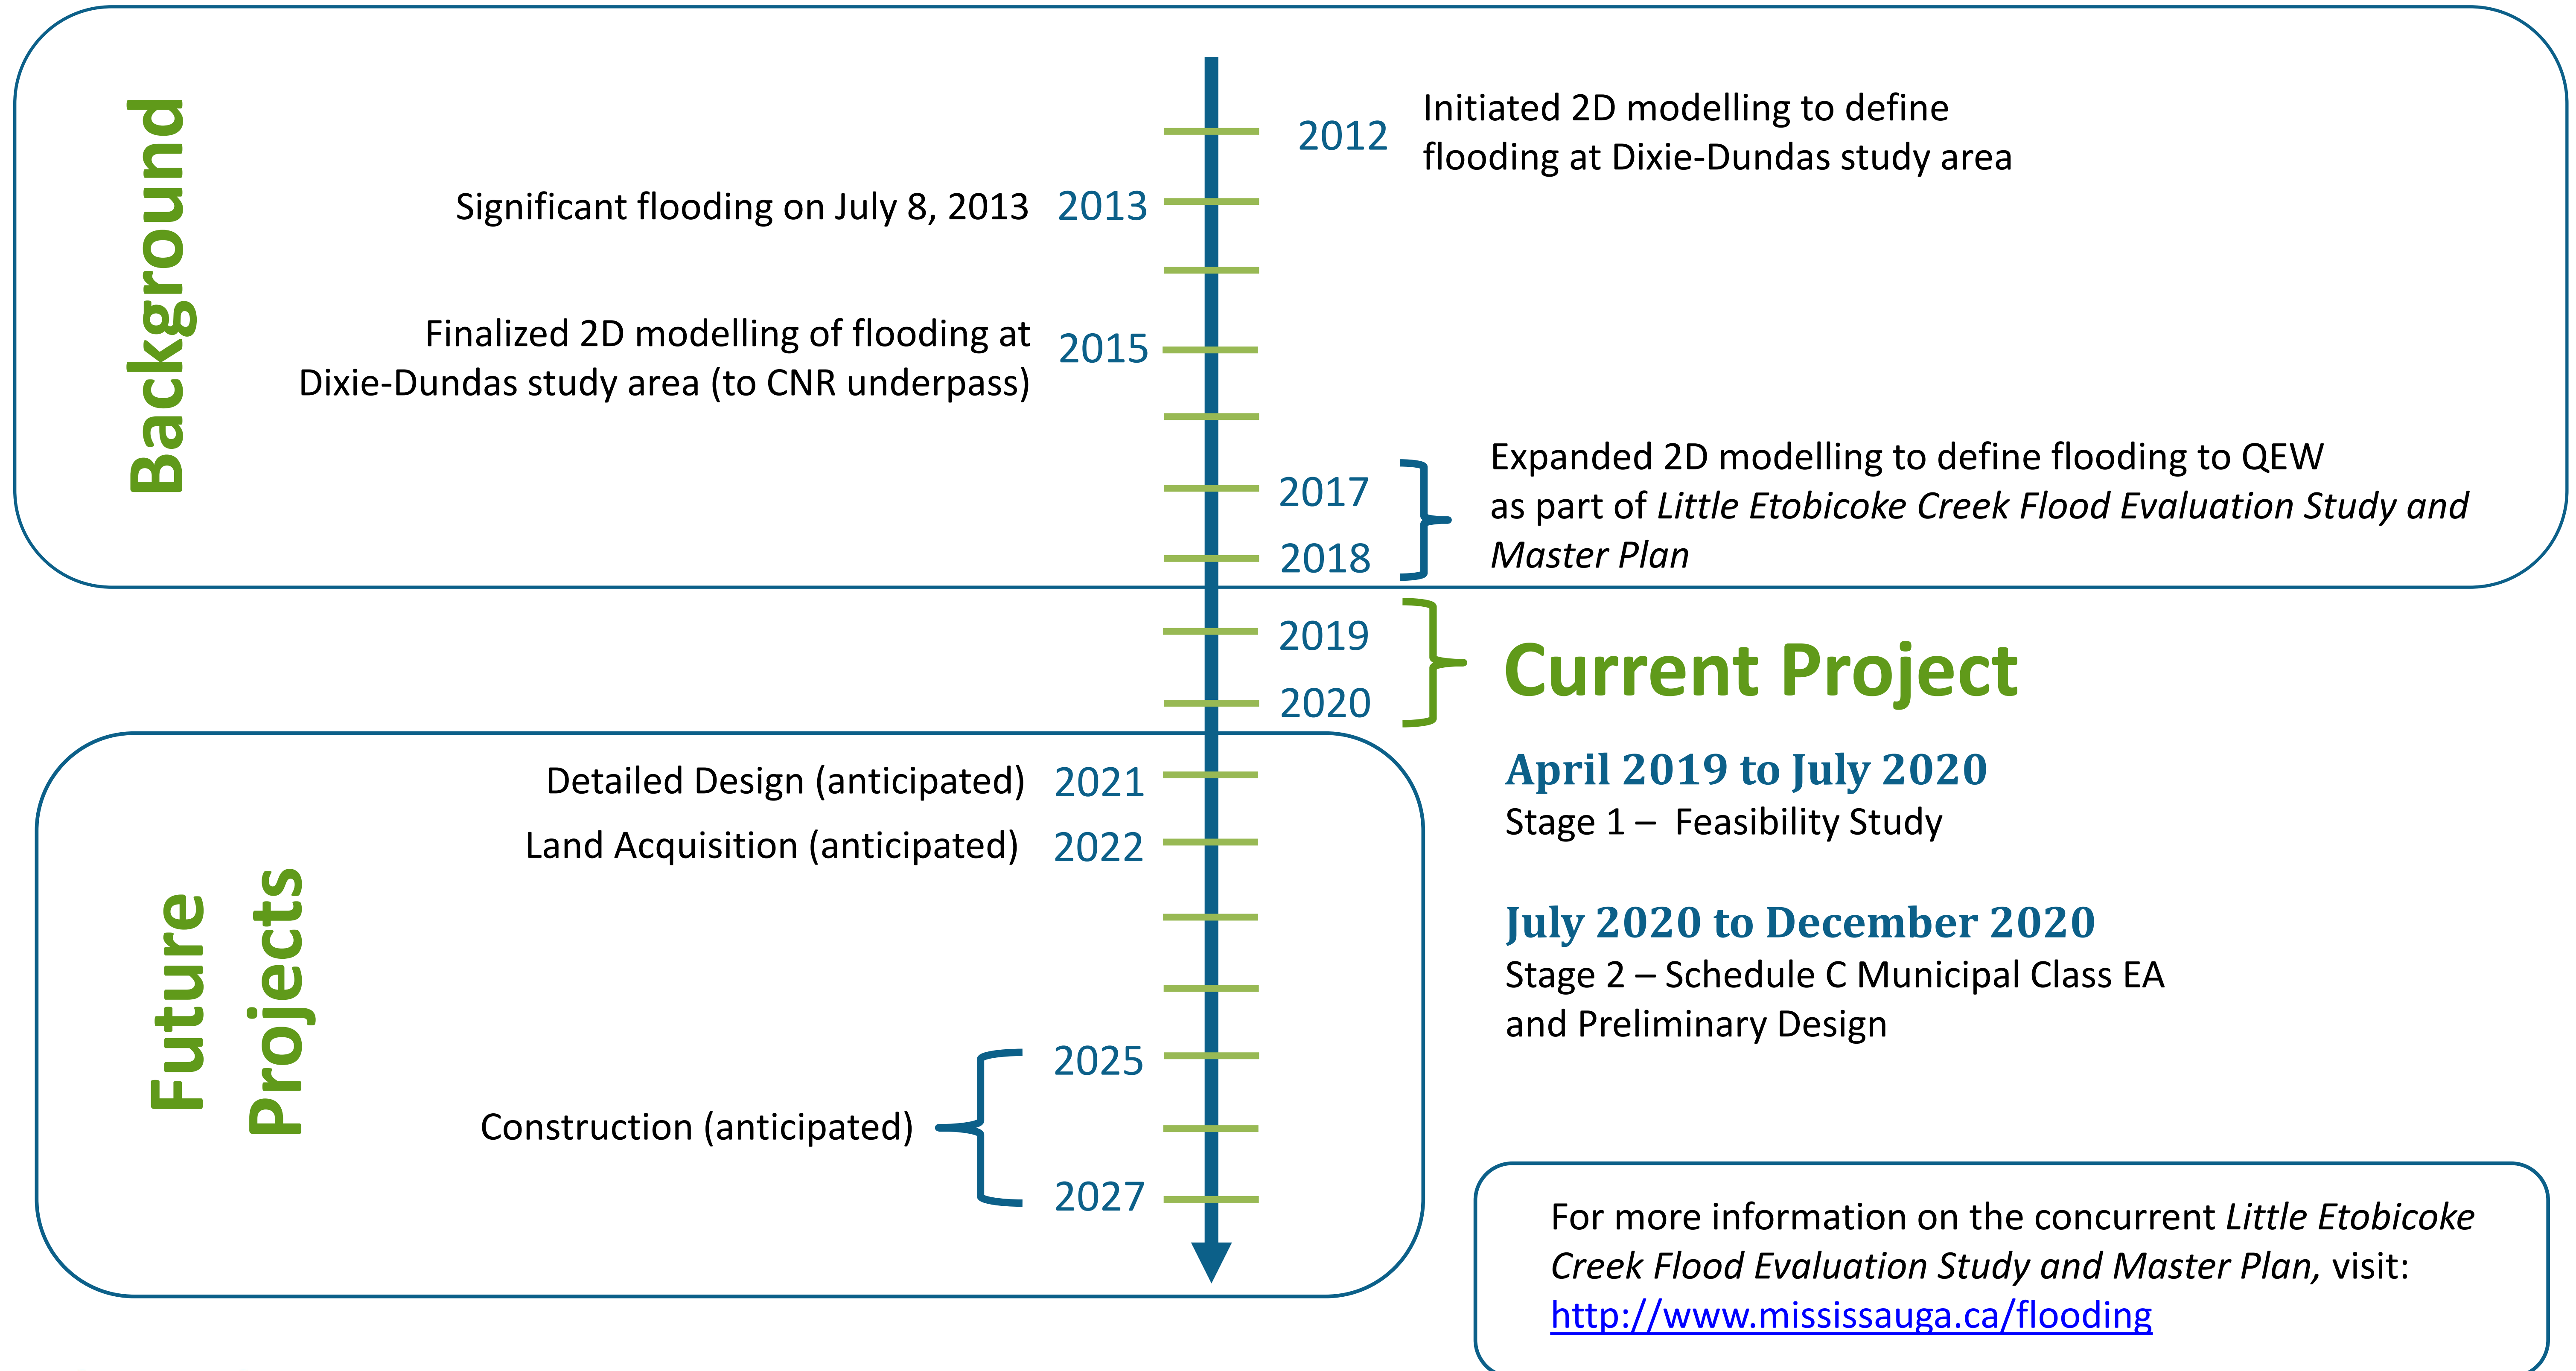 Background
2012
Initiated 2D modelling to define
flooding at Dixie-Dundas study area
Significant flooding on July 8, 2013
2013
Finalized 2D modelling of flooding at
Dixie-Dundas study area (to CNR underpass)
2015
2017
2018
Expanded 2D modelling to define flooding to QEW
as part of Little Etobicoke Creek Flood Evaluation Study and
Master Plan
2019
2020
Current Project
April 2019 to July 2020
Stage 1 – Feasibility Study
July 2020 to December 2020
Stage 2 – Schedule C Municipal Class EA
and Preliminary Design
Future
Projects
Detailed Design (anticipated)
2021
Land Acquisition (anticipated)
2022
2025
Construction (anticipated)
2027
For more information on the concurrent Little Etobicoke
Creek Flood Evaluation Study and Master Plan, visit:
http://www.mississauga.ca/flooding